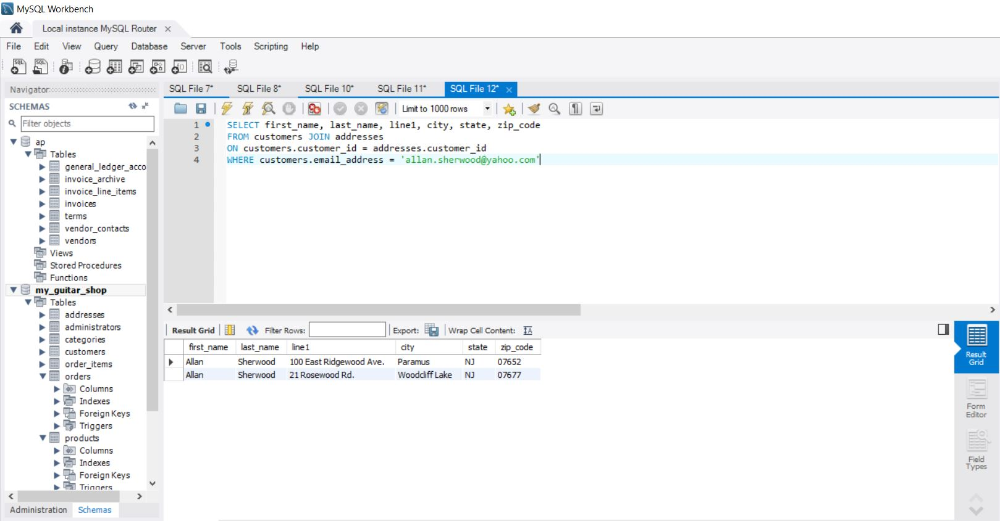 MySQL Workbench
Local instance MySQL Router
File Edit View Query Database Server Tools Scripting Help
Navigator
SCHEMAS
Filter objects
ap
Tables
general_ledger_acco
invoice_archive
invoice_line_items
invoices
terms
vendor_contacts
vendors
Views
Stored Procedures
Functions
my_guitar_shop
Tables
addresses
administrators
categories
customers
order_items
orders
Columns
Indexes
Foreign Keys
Triggers
products
Columns
Indexes
Foreign Keys
Triggers
Administration Schemas
SQL File 7* SQL File 8* SQL File 10* SQL File 11* SQL File 12*
Limit to 1000 rows
1 SELECT first_name, last_name, line1, city, state, zip_code
2 FROM customers JOIN addresses
3 ON customers.customer_id = addresses.customer_id
4 WHERE customers.email_address = 'allan.sherwood@yahoo.com'
Result Grid Filter Rows: Export: Wrap Cell Content:
first_name last_name line1 city state zip_code
Allan Sherwood 100 East Ridgewood Ave. Paramus NJ 07652
Allan Sherwood 21 Rosewood Rd. Woodcliff Lake NJ 07677
Result
Grid
Form
Editor
Field
Types